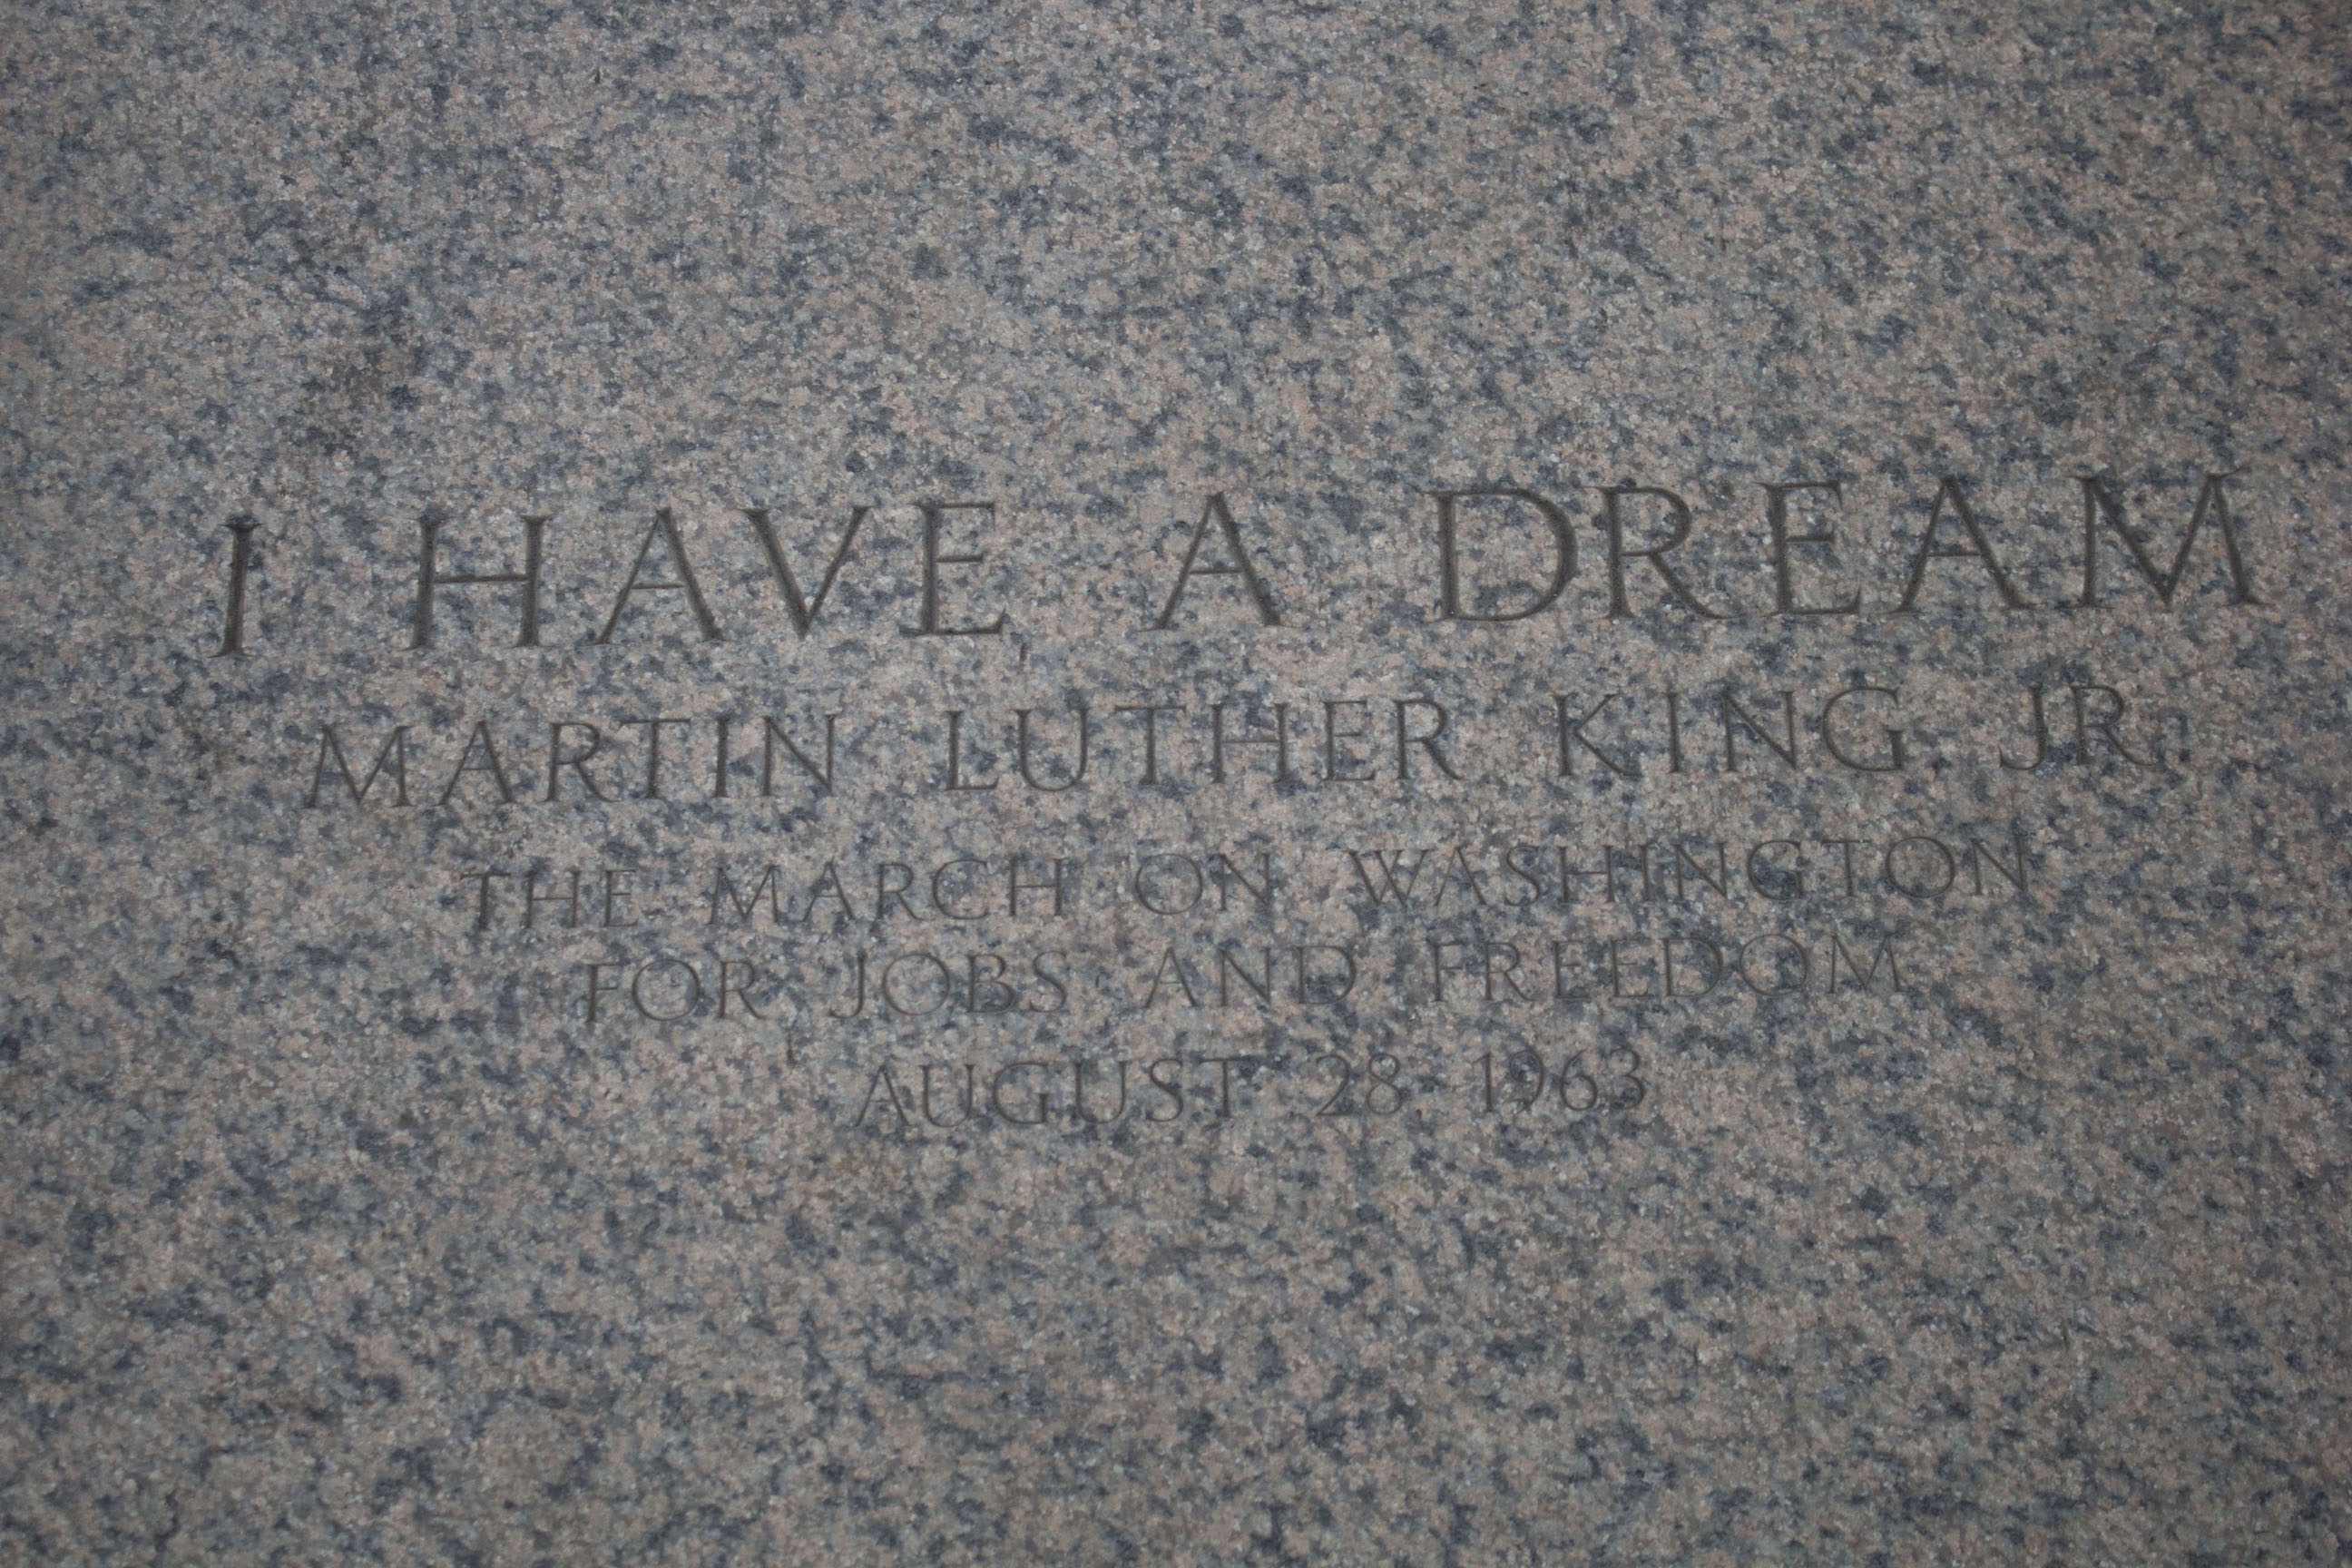 I HAVE A DREAM
MARTIN LUTHER KING, JR.
THE MARCH ON WASHINGTON
FOR JOBS AND FREEDOM
AUGUST 28 1963